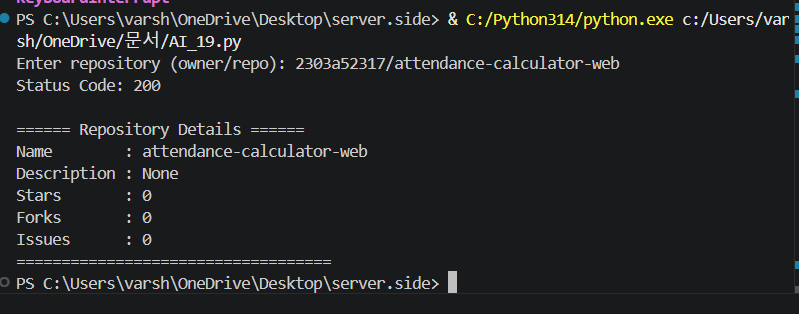 KeyboardInterrupt
PS C:\Users\varsh\OneDrive\Desktop\server.side> & C:/Python314/python.exe c:/Users/var
sh/OneDrive/문서/AI_19.py
Enter repository (owner/repo): 2303a52317/attendance-calculator-web
Status Code: 200
====== Repository Details ======
Name        : attendance-calculator-web
Description : None
Stars       : 0
Forks       : 0
Issues      : 0
===================================
PS C:\Users\varsh\OneDrive\Desktop\server.side>